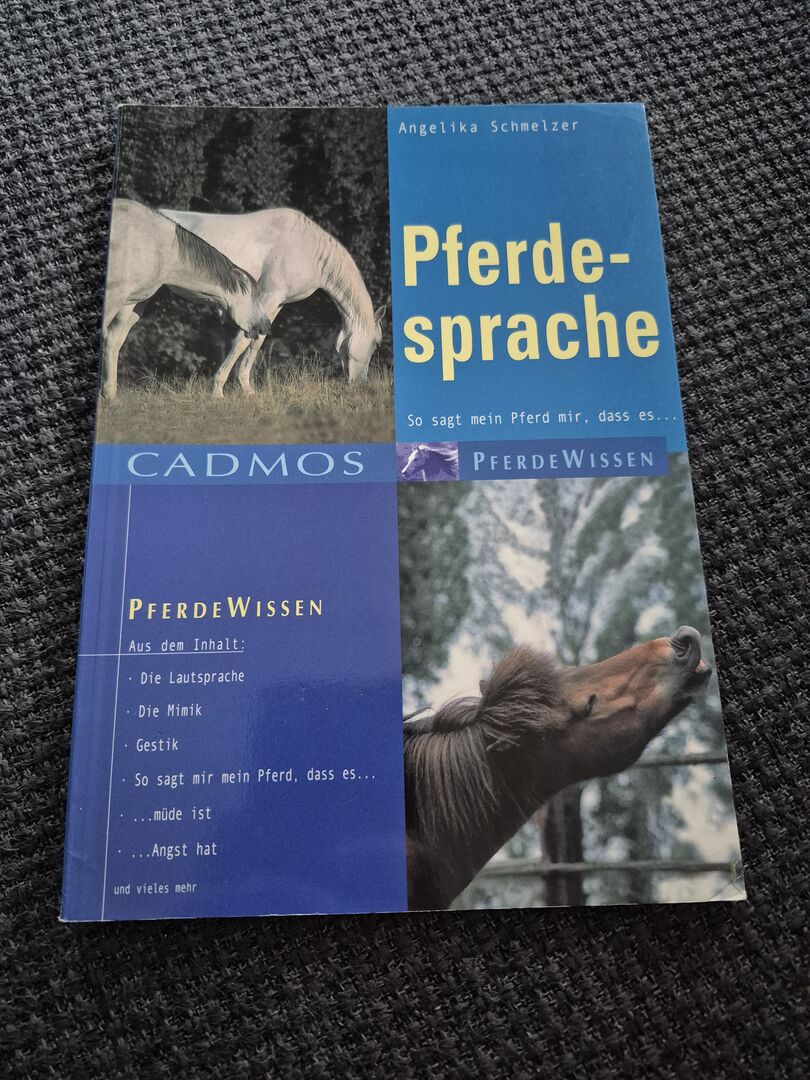 Angelika Schmelzer
Pferde-
sprache
So sagt mein Pferd mir, dass es...
CADMOS
PFERDEWISSEN
PFERDEWISSEN
Aus dem Inhalt:
· Die Lautsprache
· Die Mimik
· Gestik
· So sagt mir mein Pferd, dass es...
· ...müde ist
· ...Angst hat
und vieles mehr